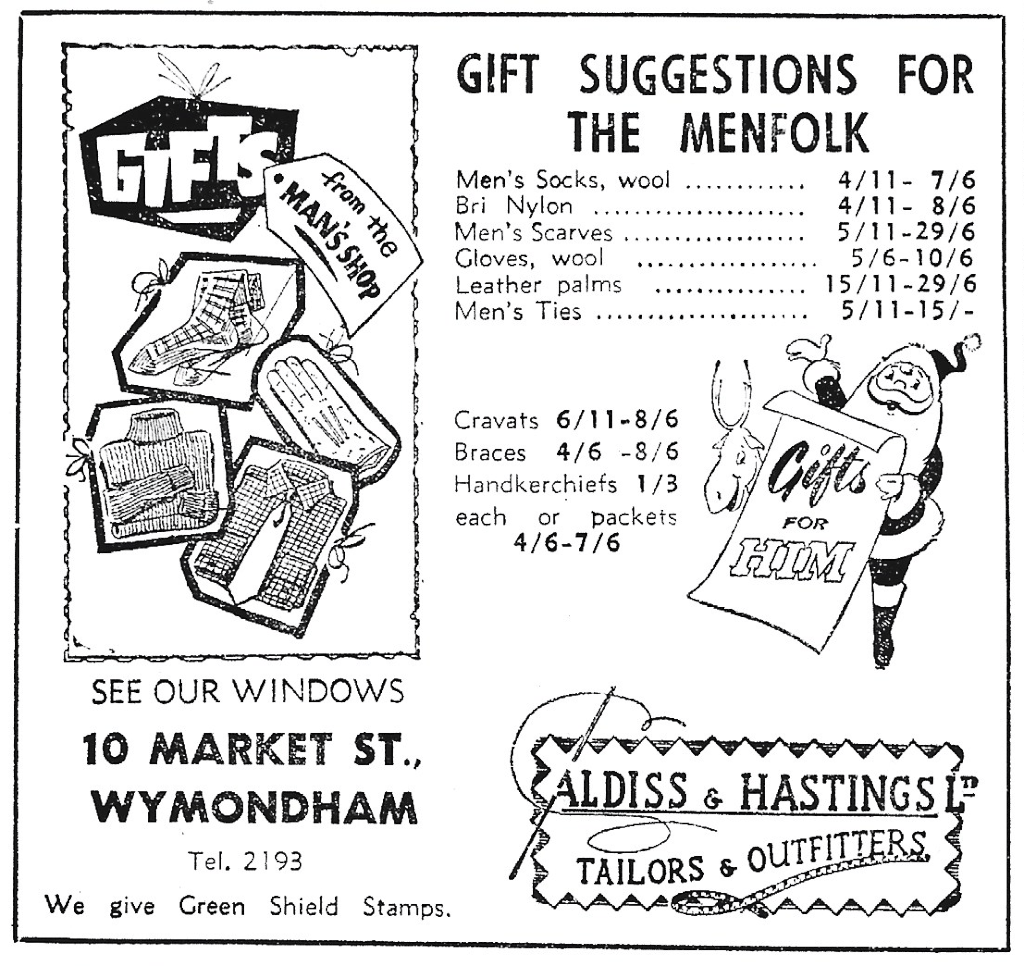 GIFTS
from the
MAN'S SHOP
SEE OUR WINDOWS
10 MARKET ST.,
WYMONDHAM
Tel. 2193
We give Green Shield Stamps.
GIFT SUGGESTIONS FOR
THE MENFOLK
Men's Socks, wool ............ 4/11- 7/6
Bri Nylon ..................... 4/11- 8/6
Men's Scarves .................. 5/11-29/6
Gloves, wool .................. 5/6-10/6
Leather palms ............... 15/11-29/6
Men's Ties ..................... 5/11-15/-
Cravats 6/11-8/6
Braces 4/6 -8/6
Handkerchiefs 1/3
each or packets
4/6-7/6
Gifts
FOR
HIM
ALDISS & HASTINGS LTD
TAILORS & OUTFITTERS